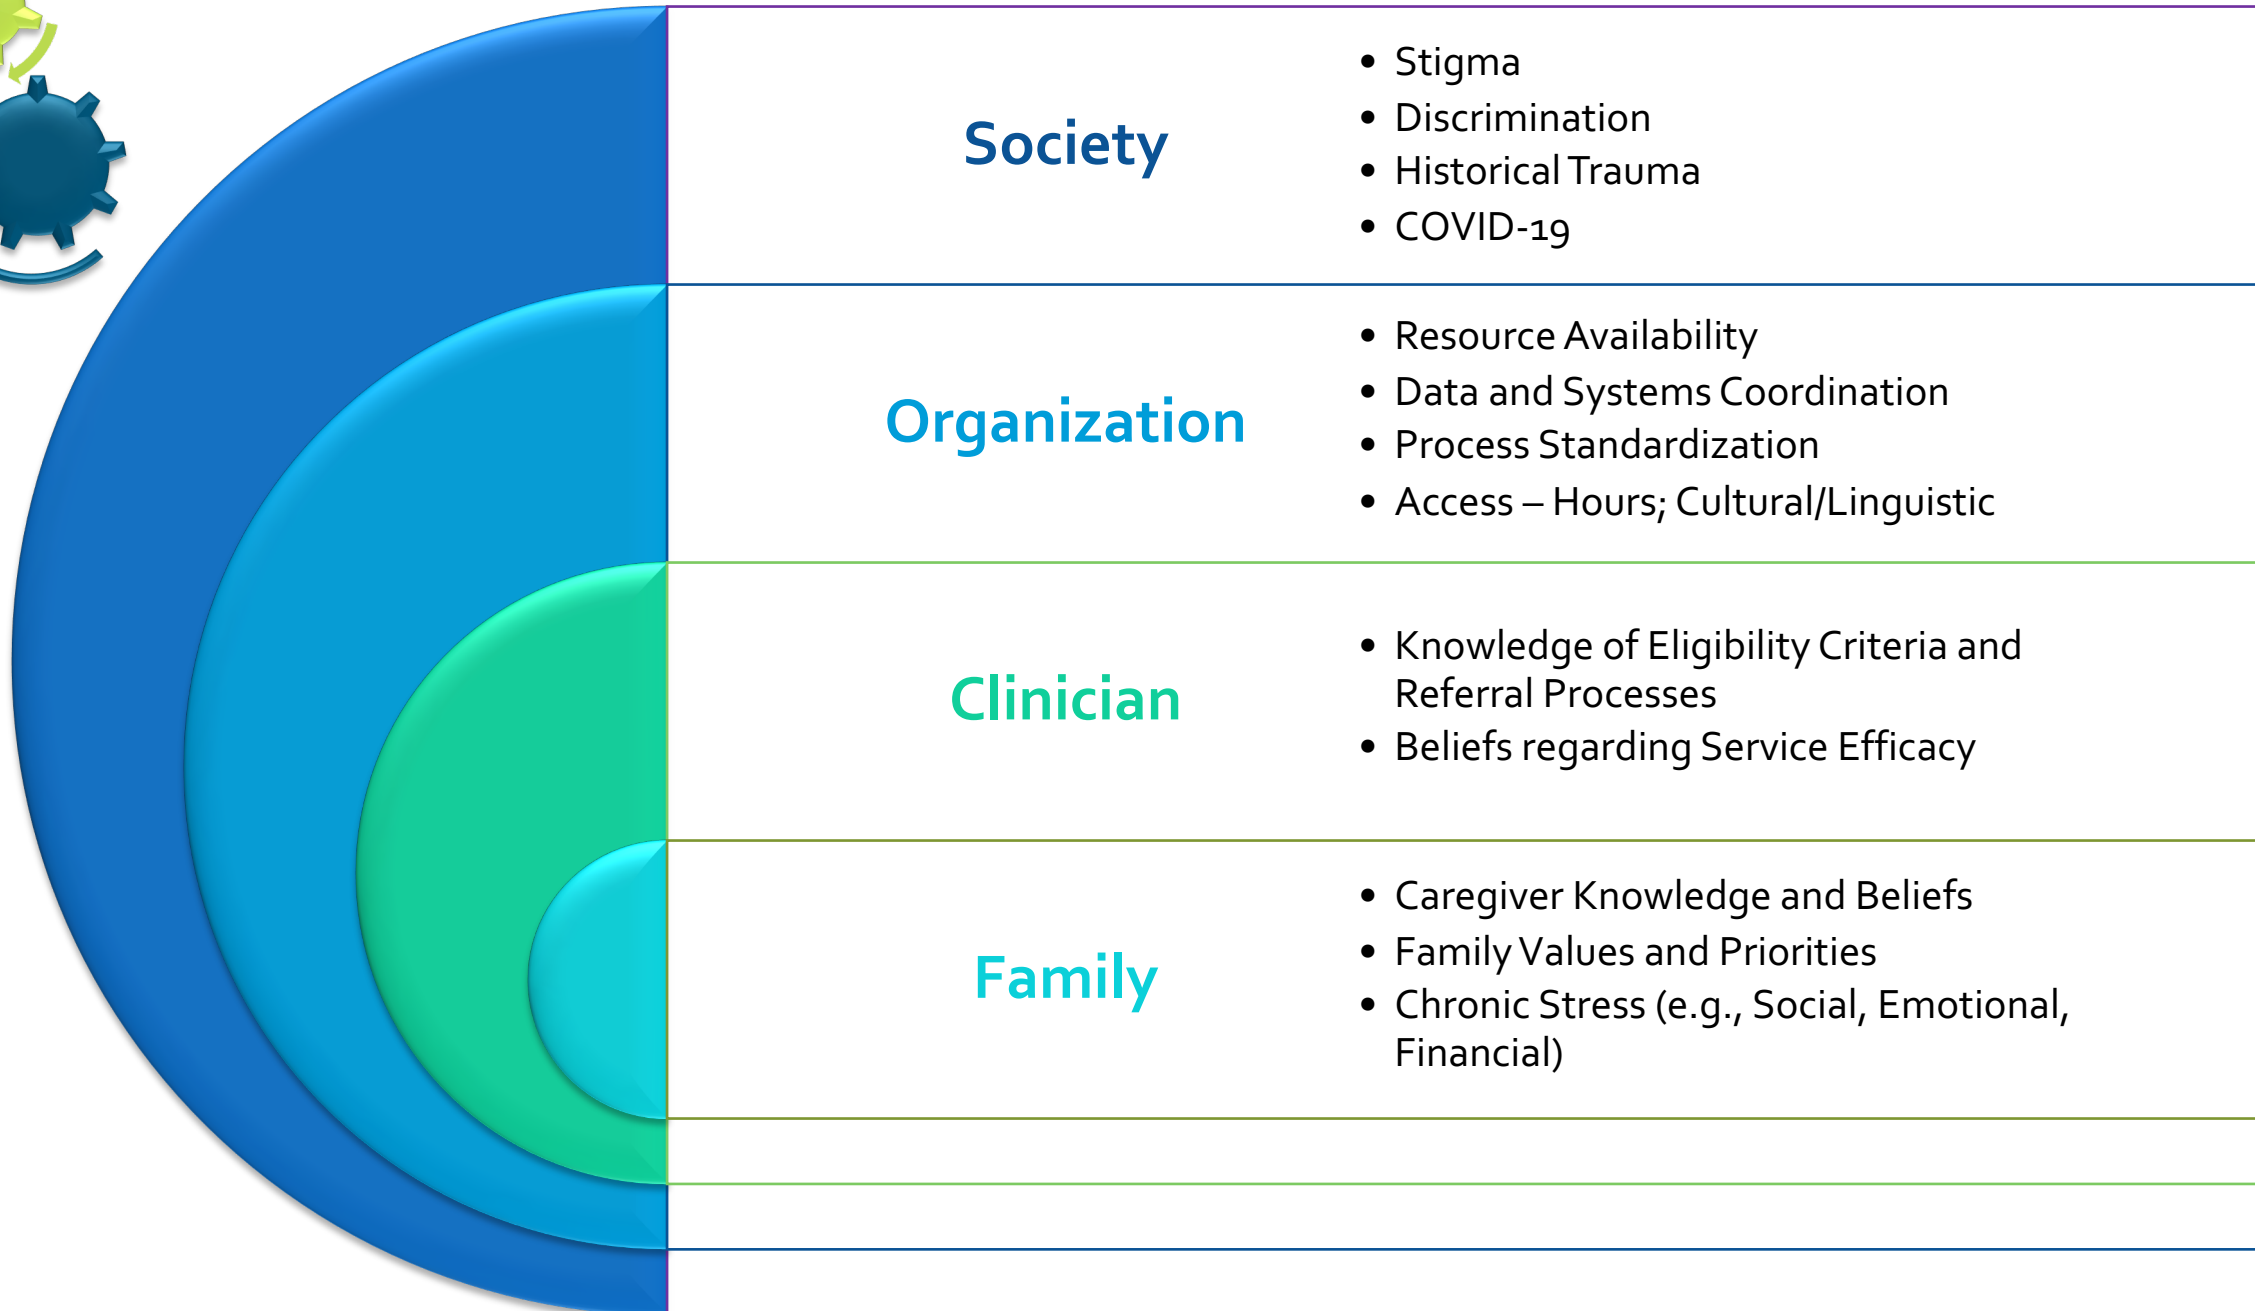 Society
• Stigma
• Discrimination
• Historical Trauma
• COVID-19
Organization
• Resource Availability
• Data and Systems Coordination
• Process Standardization
• Access – Hours; Cultural/Linguistic
Clinician
• Knowledge of Eligibility Criteria and
Referral Processes
• Beliefs regarding Service Efficacy
Family
• Caregiver Knowledge and Beliefs
• Family Values and Priorities
• Chronic Stress (e.g., Social, Emotional,
Financial)